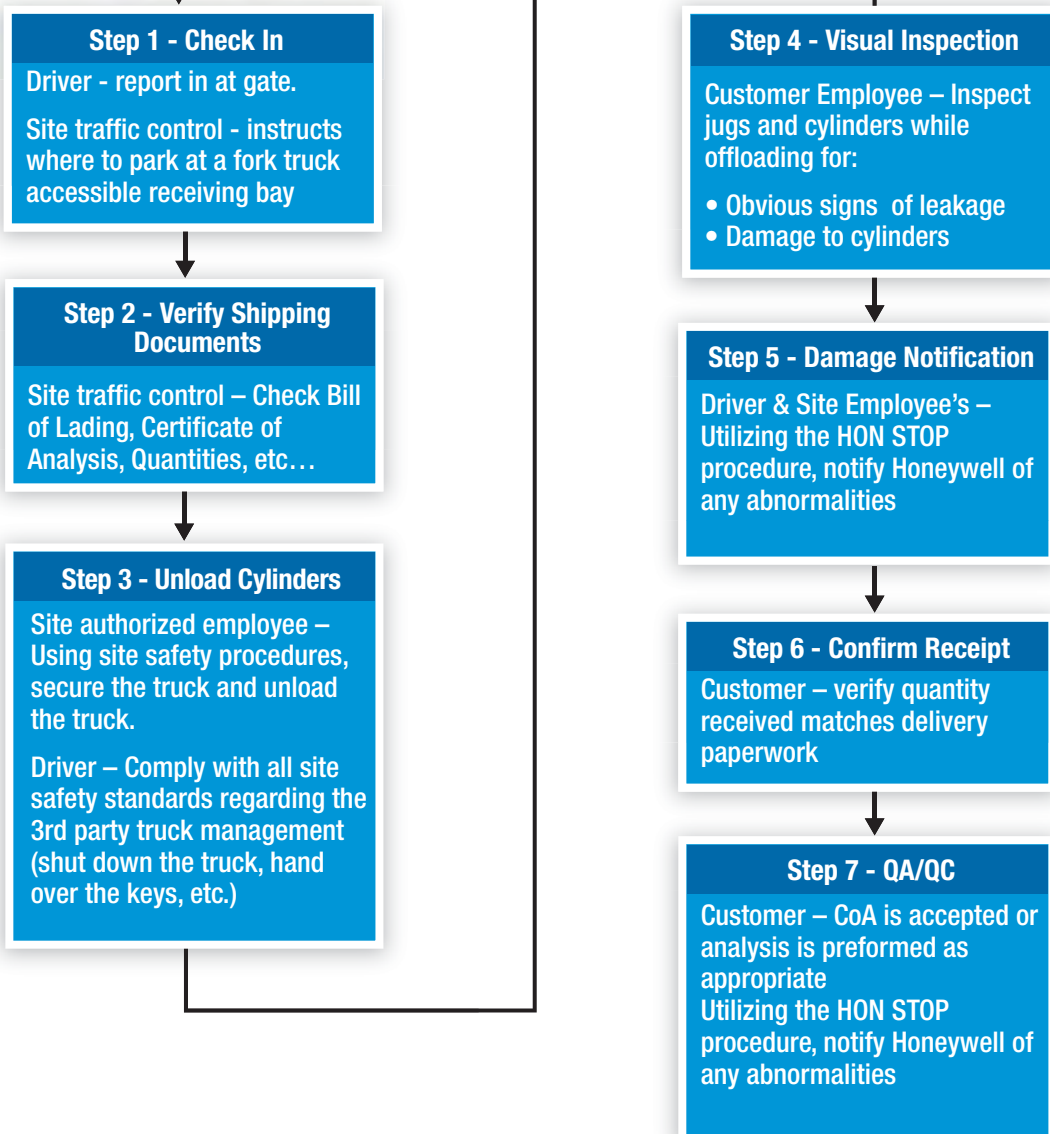 Step 1 - Check In
Driver - report in at gate.
Site traffic control - instructs
where to park at a fork truck
accessible receiving bay
Step 2 - Verify Shipping
Documents
Site traffic control – Check Bill
of Lading, Certificate of
Analysis, Quantities, etc…
Step 3 - Unload Cylinders
Site authorized employee –
Using site safety procedures,
secure the truck and unload
the truck.
Driver – Comply with all site
safety standards regarding the
3rd party truck management
(shut down the truck, hand
over the keys, etc.)
Step 4 - Visual Inspection
Customer Employee – Inspect
jugs and cylinders while
offloading for:
• Obvious signs  of leakage
• Damage to cylinders
Step 5 - Damage Notification
Driver & Site Employee’s –
Utilizing the HON STOP
procedure, notify Honeywell of
any abnormalities
Step 6 - Confirm Receipt
Customer – verify quantity
received matches delivery
paperwork
Step 7 - QA/QC
Customer – CoA is accepted or
analysis is preformed as
appropriate
Utilizing the HON STOP
procedure, notify Honeywell of
any abnormalities